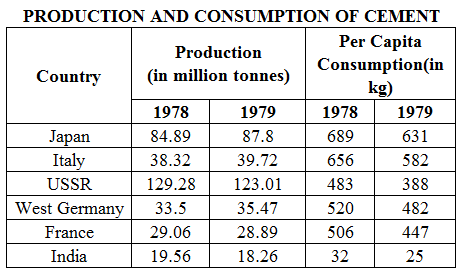 PRODUCTION AND CONSUMPTION OF CEMENT
Country Production (in million tonnes) Per Capita Consumption(in kg)
1978 1979 1978 1979
Japan 84.89 87.8 689 631
Italy 38.32 39.72 656 582
USSR 129.28 123.01 483 388
West Germany 33.5 35.47 520 482
France 29.06 28.89 506 447
India 19.56 18.26 32 25